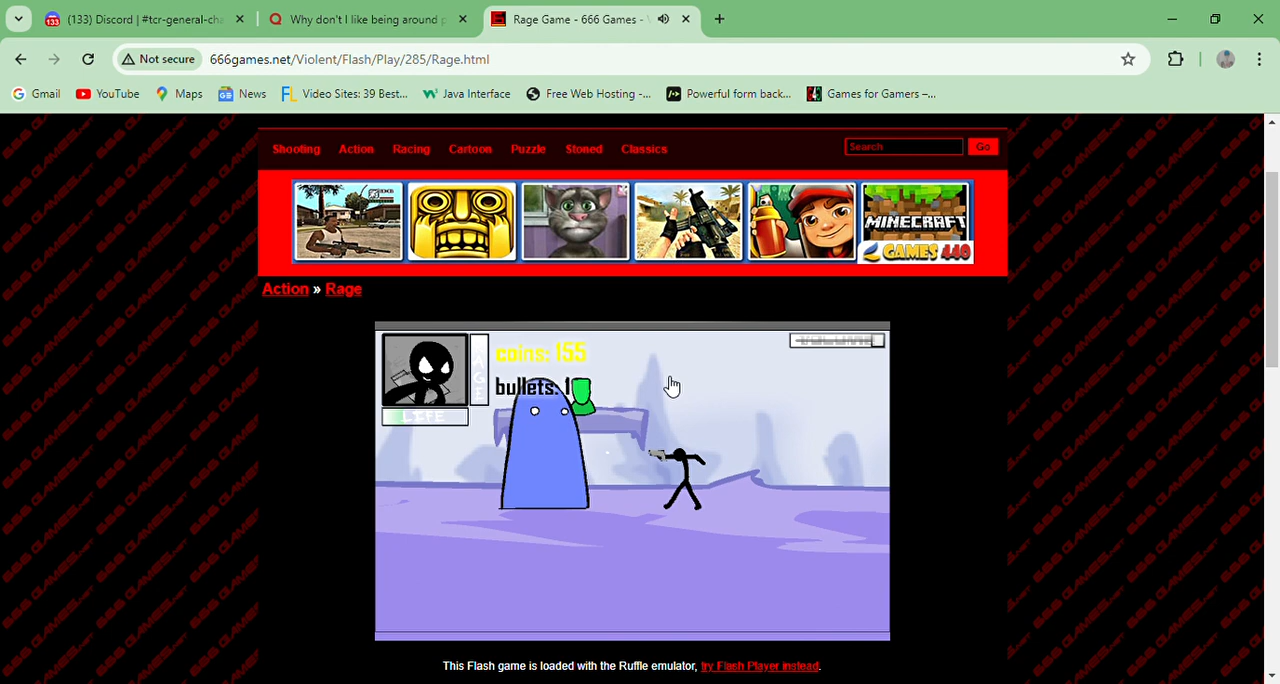 (133) Discord | #tcr-general-cha
Why don't I like being around p
Rage Game - 666 Games -
Not secure
666games.net/Violent/Flash/Play/285/Rage.html
Gmail
YouTube
Maps
News
Video Sites: 39 Best...
Java Interface
Free Web Hosting -...
Powerful form back...
Games for Gamers –...
Shooting
Action
Racing
Cartoon
Puzzle
Stoned
Classics
Search
Go
MINECRAFT
GAMES 440
Action » Rage
coins: 155
bullets: 1
RAGE
VOLUME
LIFE
This Flash game is loaded with the Ruffle emulator, try Flash Player instead.